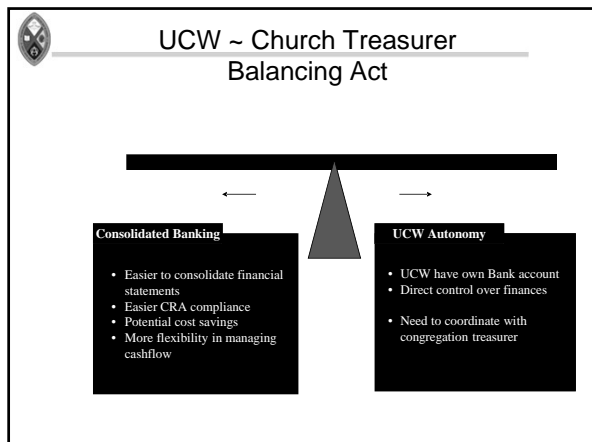 UCW ~ Church Treasurer
Balancing Act
Consolidated Banking
• Easier to consolidate financial
statements
• Easier CRA compliance
• Potential cost savings
• More flexibility in managing
cashflow
UCW Autonomy
• UCW have own Bank account
• Direct control over finances
• Need to coordinate with
congregation treasurer